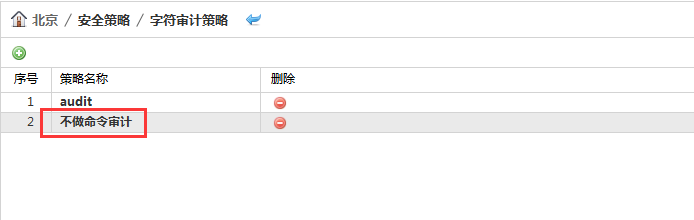 北京 / 安全策略 / 字符审计策略
序号 策略名称 删除
1 audit
2 不做命令审计